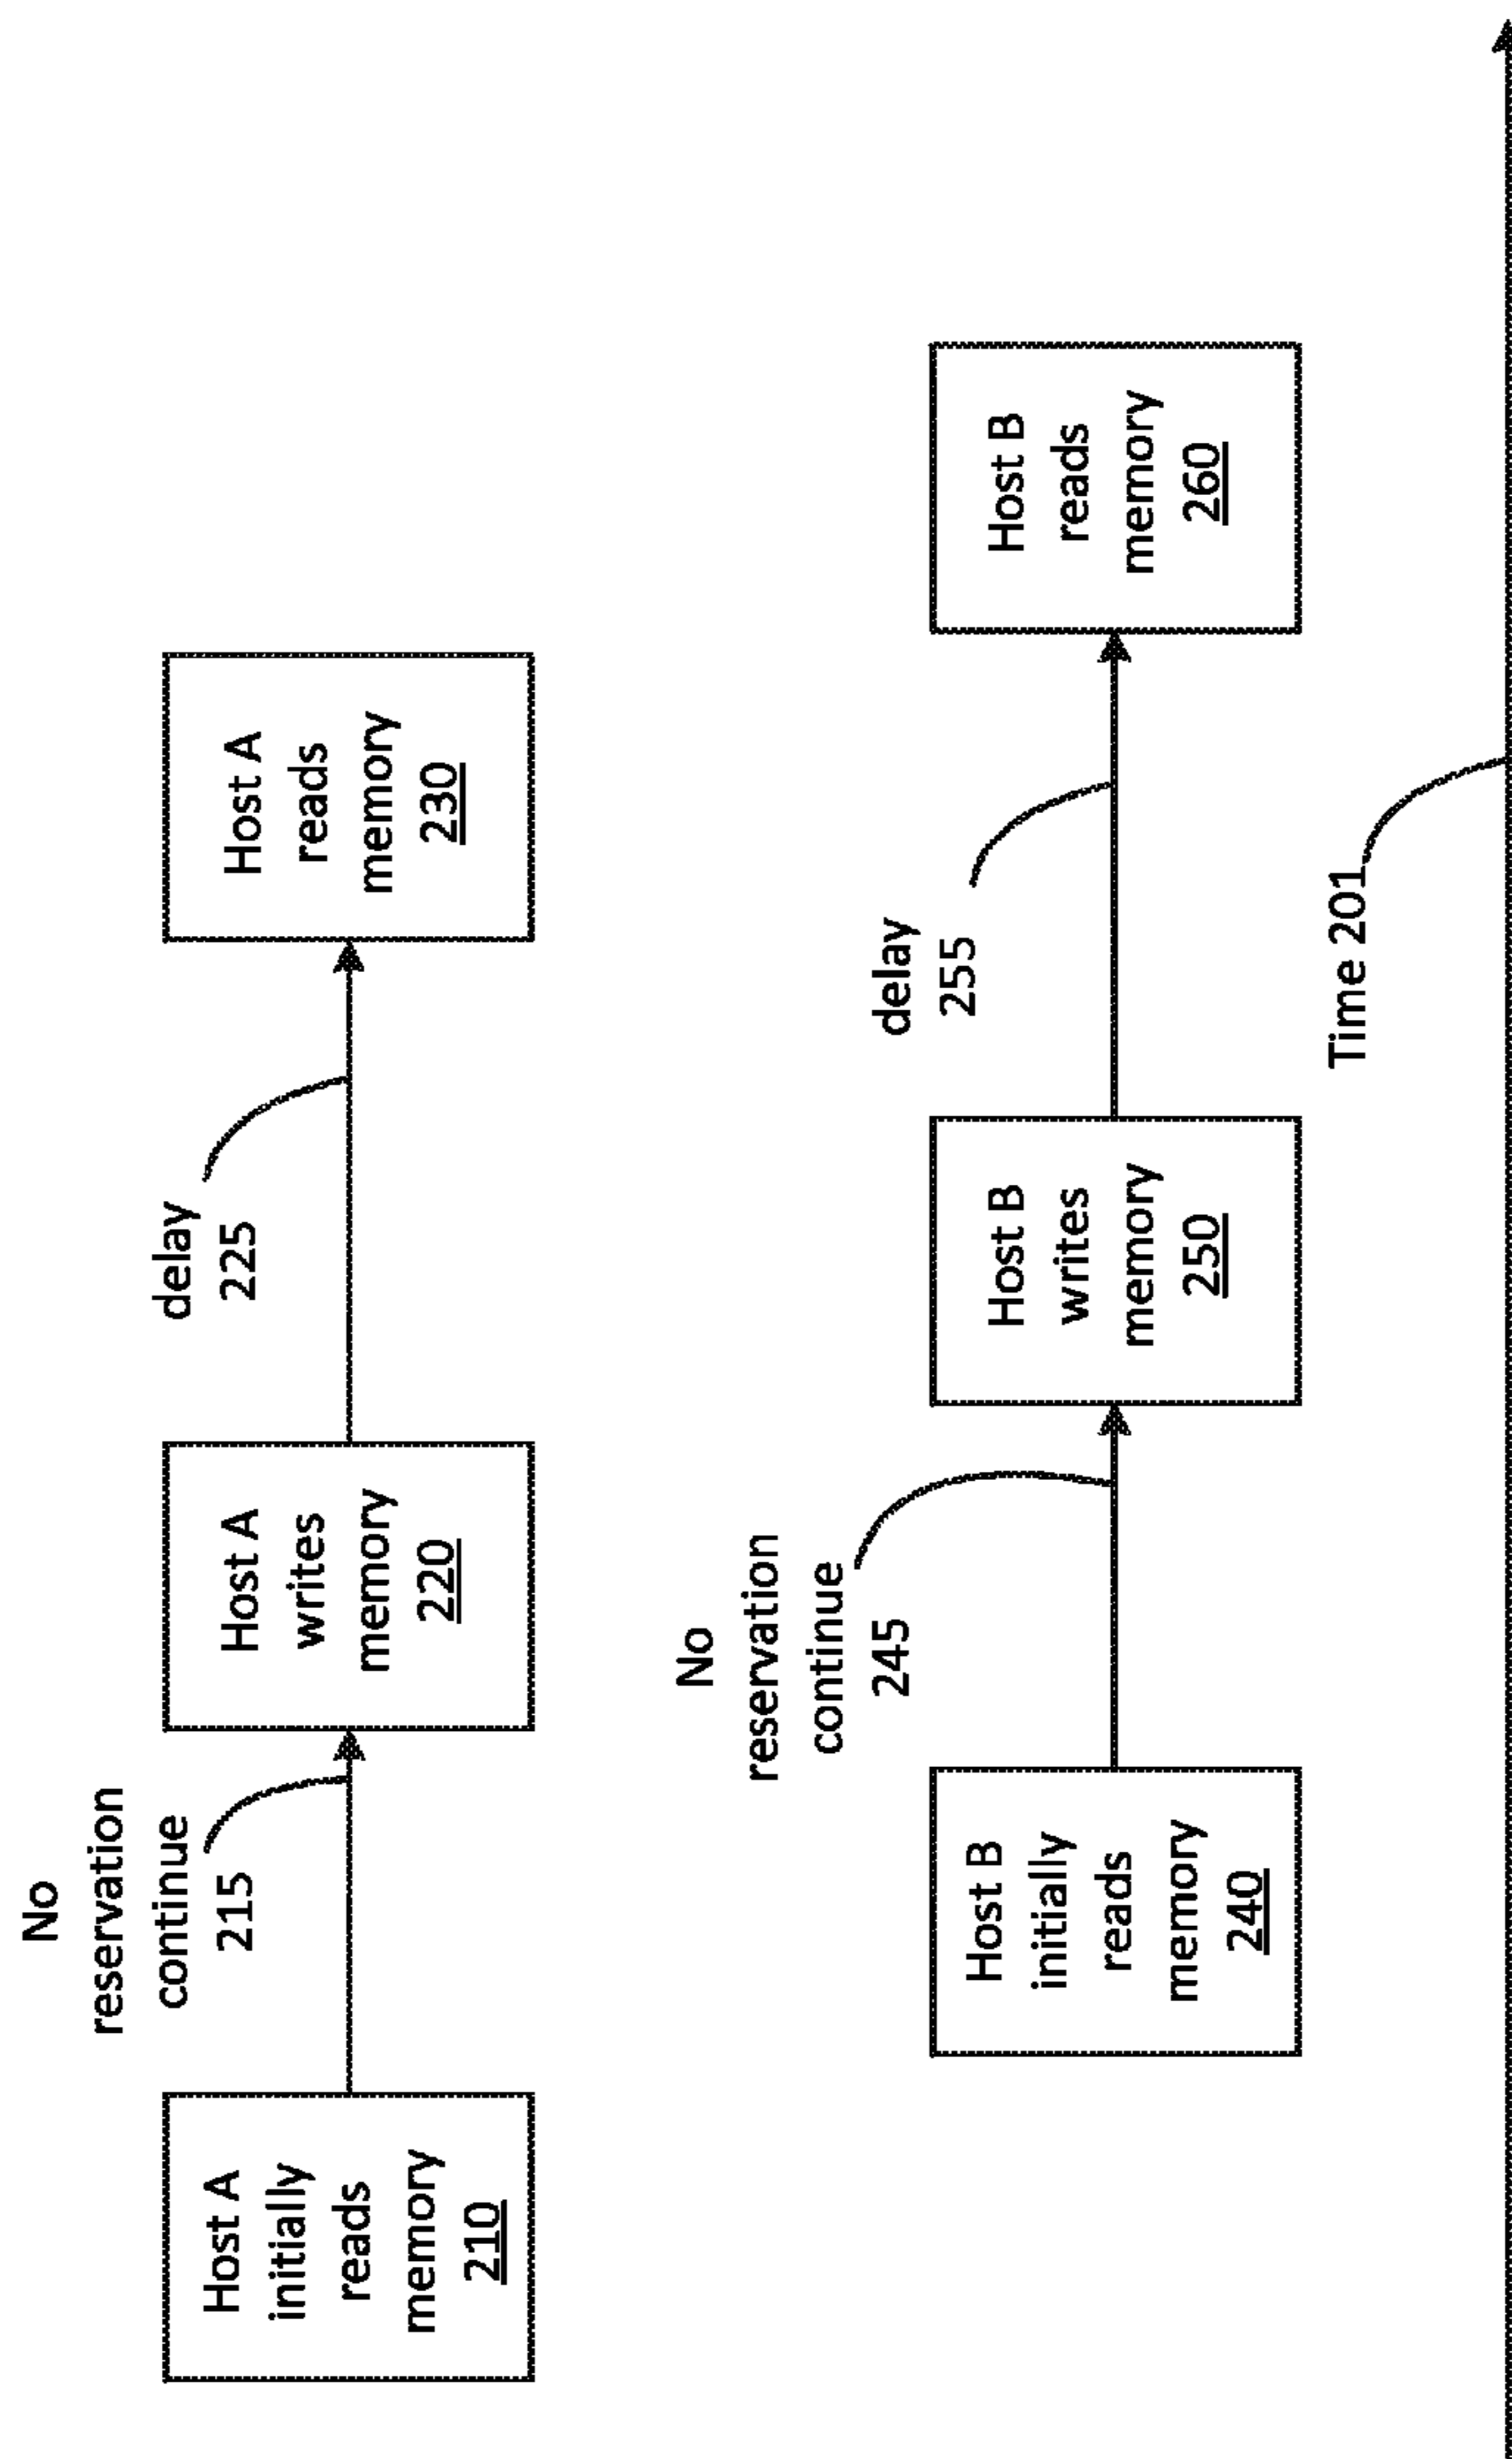 No
reservation
continue
215
delay
225
Host A
initially
reads
memory
210
Host A
writes
memory
220
Host A
reads
memory
230
No
reservation
continue
245
delay
255
Host B
initially
reads
memory
240
Host B
writes
memory
250
Host B
reads
memory
260
Time 201